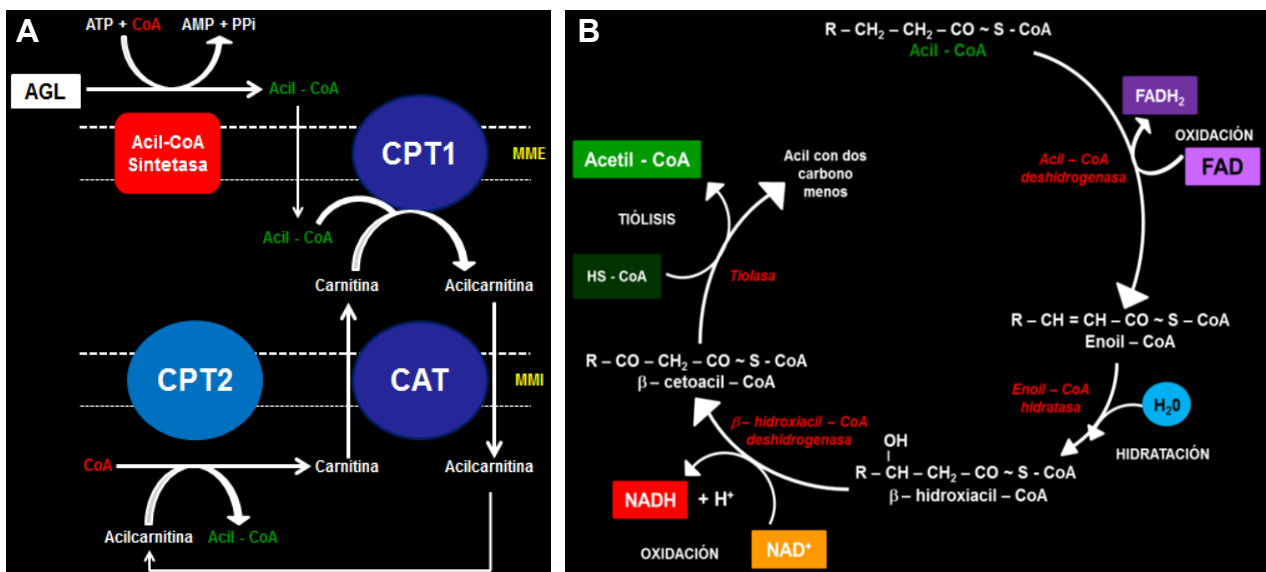 A
ATP + CoA
AMP + PPi
AGL
Acil - CoA
Acil-CoA
Sintetasa
CPT1
MME
Acil - CoA
Carnitina
Acilcarnitina
CPT2
CAT
MMI
CoA
Carnitina
Acilcarnitina
Acilcarnitina
Acil - CoA
B
R – CH₂ – CH₂ – CO ~ S - CoA
Acil - CoA
FADH₂
OXIDACIÓN
FAD
Acil – CoA
deshidrogenasa
Acetil - CoA
Acil con dos
carbono
menos
TIÓLISIS
HS - CoA
Tiolasa
R – CH = CH – CO ~ S – CoA
Enoil – CoA
R – CO – CH₂ – CO ~ S - CoA
β – cetoacil – CoA
Enoil – CoA
hidratasa
H₂0
HIDRATACIÓN
β – hidroxiacil – CoA
deshidrogenasa
OH
R – CH – CH₂ – CO ~ S – CoA
β – hidroxiacil – CoA
NADH + H⁺
OXIDACIÓN
NAD⁺